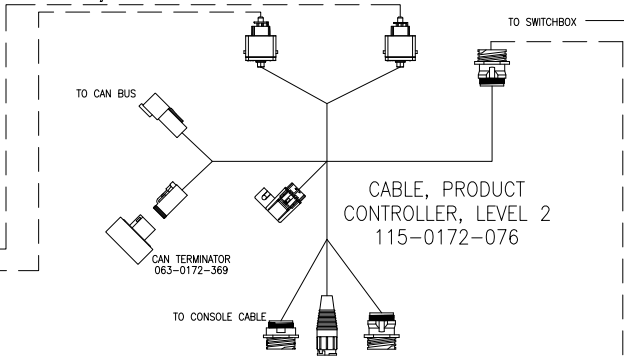 TO SWITCHBOX
TO CAN BUS
CABLE, PRODUCT
CONTROLLER, LEVEL 2
115-0172-076
CAN TERMINATOR
063-0172-369
TO CONSOLE CABLE